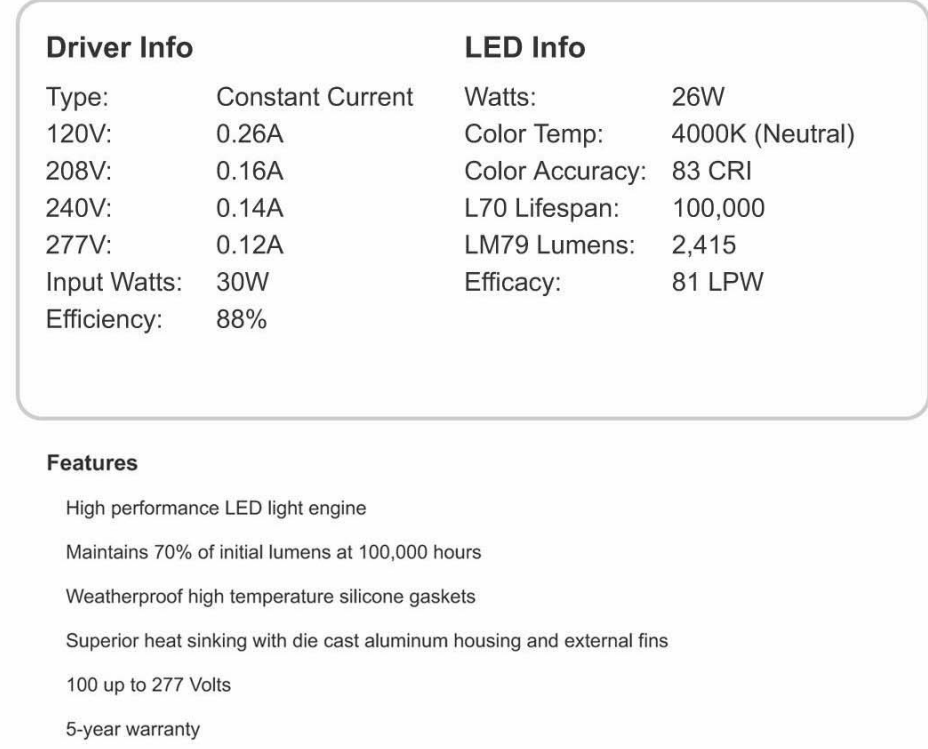 Driver Info
Type: Constant Current
120V: 0.26A
208V: 0.16A
240V: 0.14A
277V: 0.12A
Input Watts: 30W
Efficiency: 88%
LED Info
Watts: 26W
Color Temp: 4000K (Neutral)
Color Accuracy: 83 CRI
L70 Lifespan: 100,000
LM79 Lumens: 2,415
Efficacy: 81 LPW
Features
High performance LED light engine
Maintains 70% of initial lumens at 100,000 hours
Weatherproof high temperature silicone gaskets
Superior heat sinking with die cast aluminum housing and external fins
100 up to 277 Volts
5-year warranty